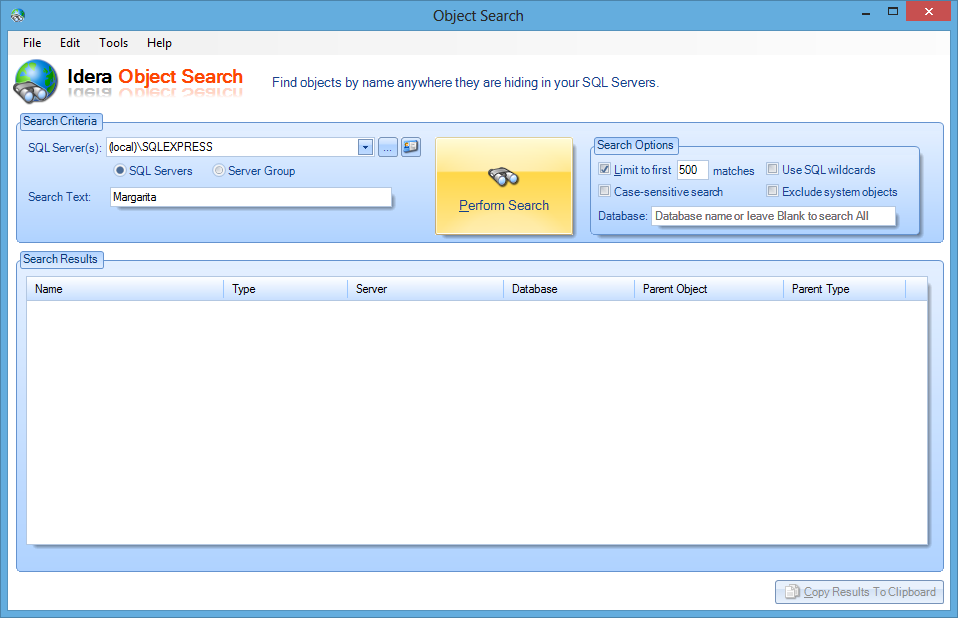 Object Search
File Edit Tools Help
Idera Object Search
Find objects by name anywhere they are hiding in your SQL Servers.
Search Criteria
SQL Server(s): (local)\SQLEXPRESS ...
SQL Servers Server Group
Search Text: Margarita
Perform Search
Search Options
Limit to first 500 matches Use SQL wildcards
Case-sensitive search Exclude system objects
Database: Database name or leave Blank to search All
Search Results
Name Type Server Database Parent Object Parent Type
Copy Results To Clipboard